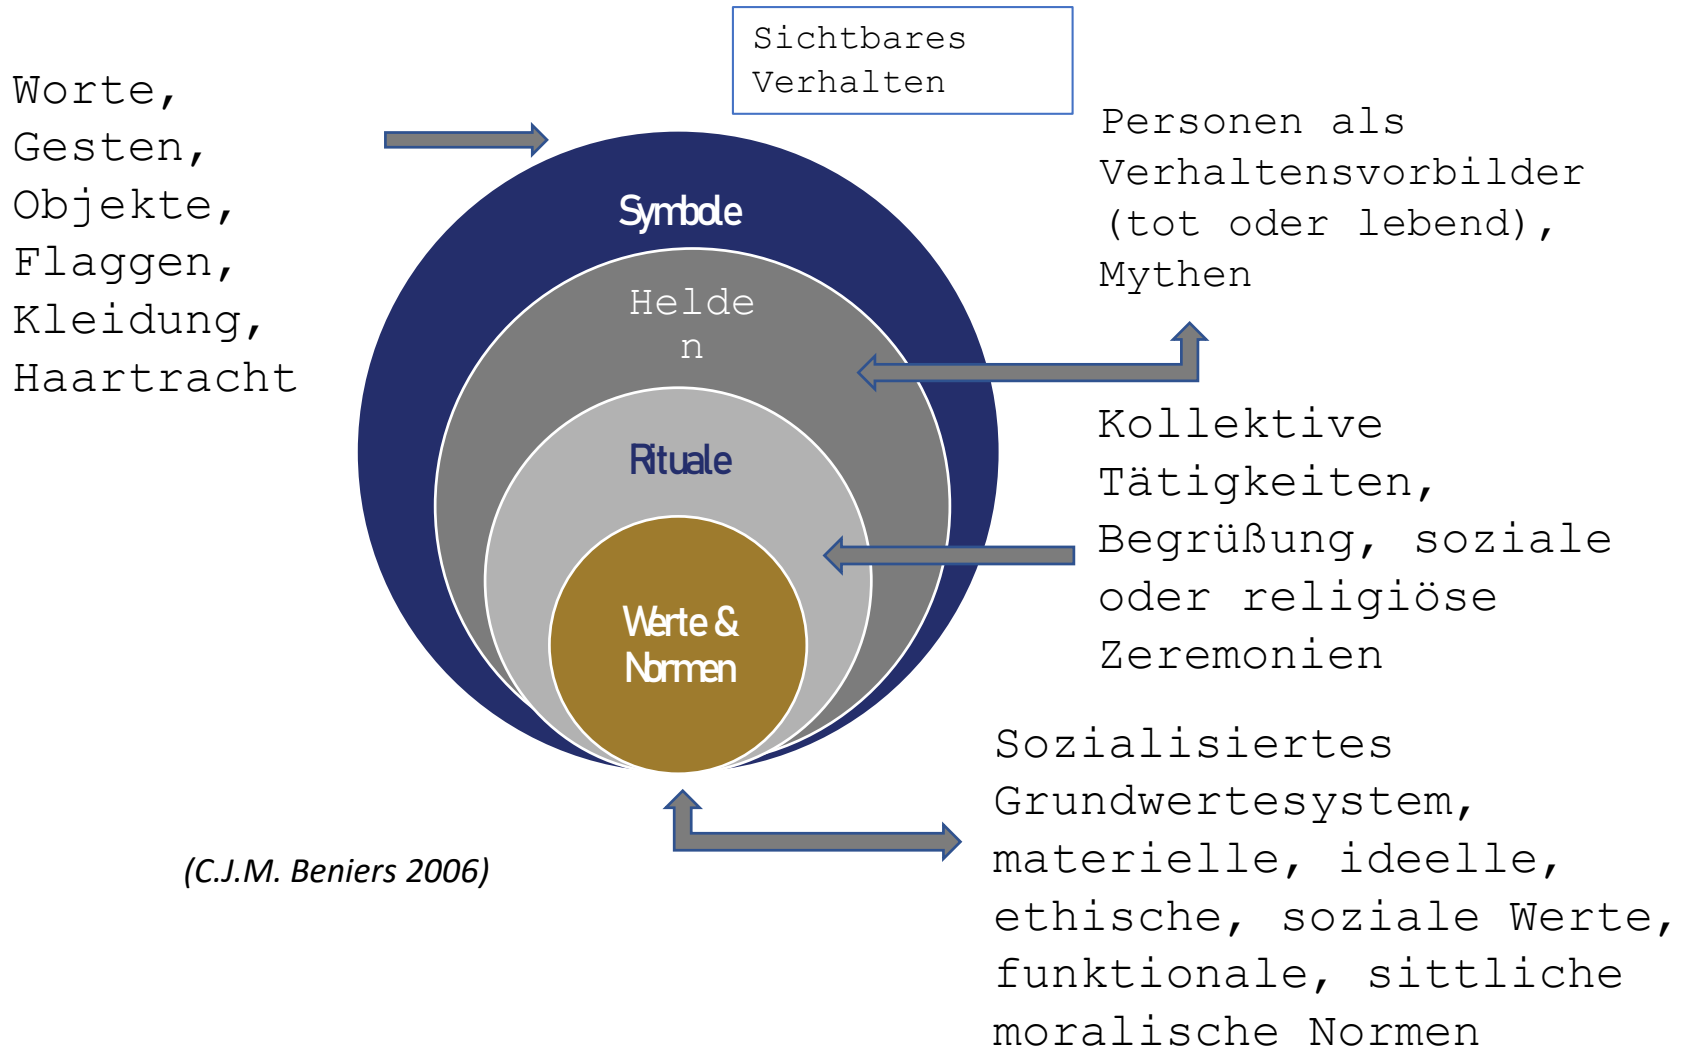 Sichtbares
Verhalten
Worte,
Gesten,
Objekte,
Flaggen,
Kleidung,
Haartracht
Symbole
Helde
n
Rituale
Werte &
Normen
Personen als
Verhaltensvorbilder
(tot oder lebend),
Mythen
Kollektive
Tätigkeiten,
Begrüßung, soziale
oder religiöse
Zeremonien
Sozialisiertes
Grundwertesystem,
materielle, ideelle,
ethische, soziale Werte,
funktionale, sittliche
moralische Normen
(C.J.M. Beniers 2006)